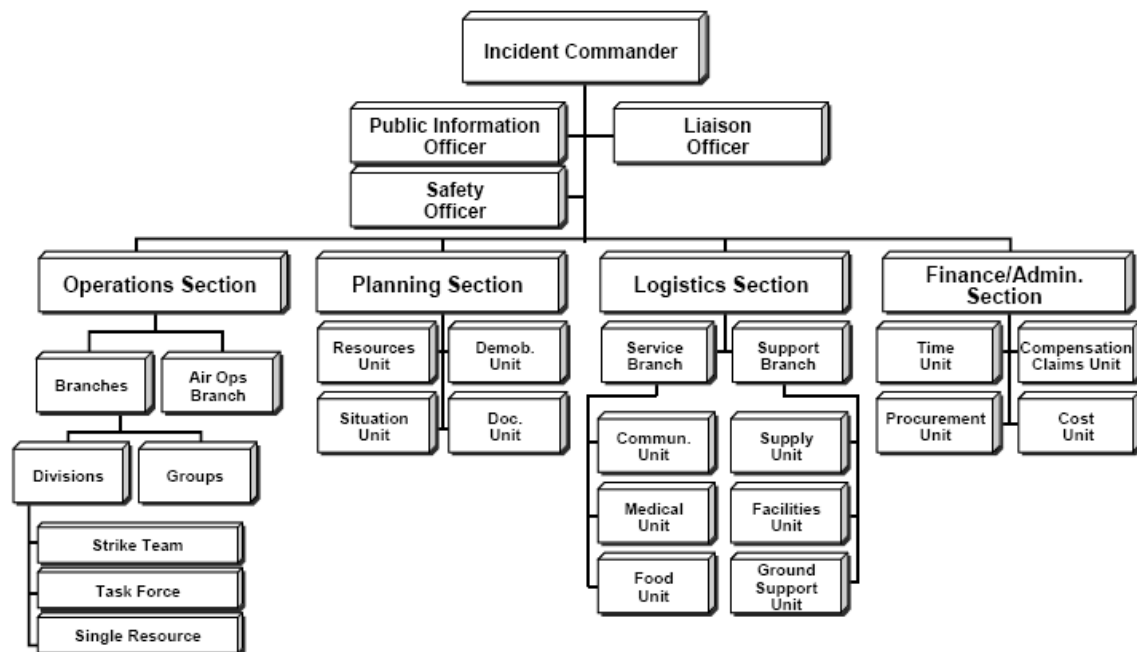 Incident Commander
Public Information
Officer
Liaison
Officer
Safety
Officer
Operations Section
Planning Section
Logistics Section
Finance/Admin.
Section
Branches
Air Ops
Branch
Divisions
Groups
Strike Team
Task Force
Single Resource
Resources
Unit
Demob.
Unit
Situation
Unit
Doc.
Unit
Service
Branch
Support
Branch
Commun.
Unit
Supply
Unit
Medical
Unit
Facilities
Unit
Food
Unit
Ground
Support
Unit
Time
Unit
Compensation
Claims Unit
Procurement
Unit
Cost
Unit